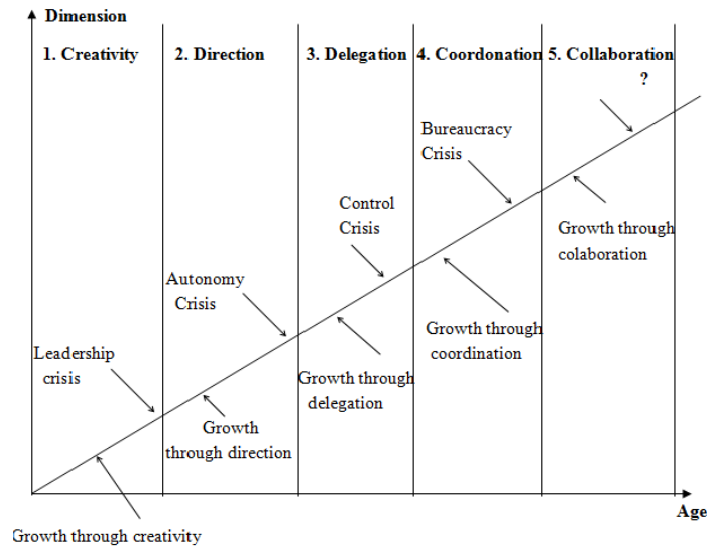 Dimension
1. Creativity
2. Direction
3. Delegation
4. Coordonation
5. Collaboration
?
Bureaucracy
Crisis
Control
Crisis
Growth through
colaboration
Autonomy
Crisis
Growth through
coordination
Leadership
crisis
Growth through
delegation
Growth
through direction
Age
Growth through creativity